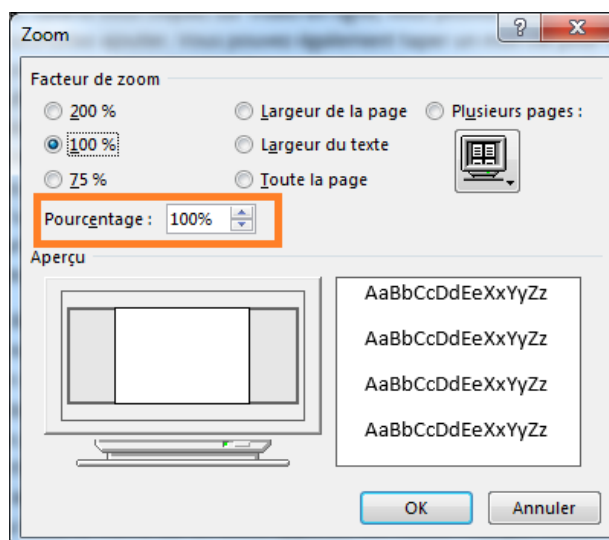 Zoom
Facteur de zoom
200 %
Largeur de la page
Plusieurs pages :
100 %
Largeur du texte
75 %
Toute la page
Pourcentage : 100%
Aperçu
AaBbCcDdEeXxYyZz
AaBbCcDdEeXxYyZz
AaBbCcDdEeXxYyZz
AaBbCcDdEeXxYyZz
OK
Annuler